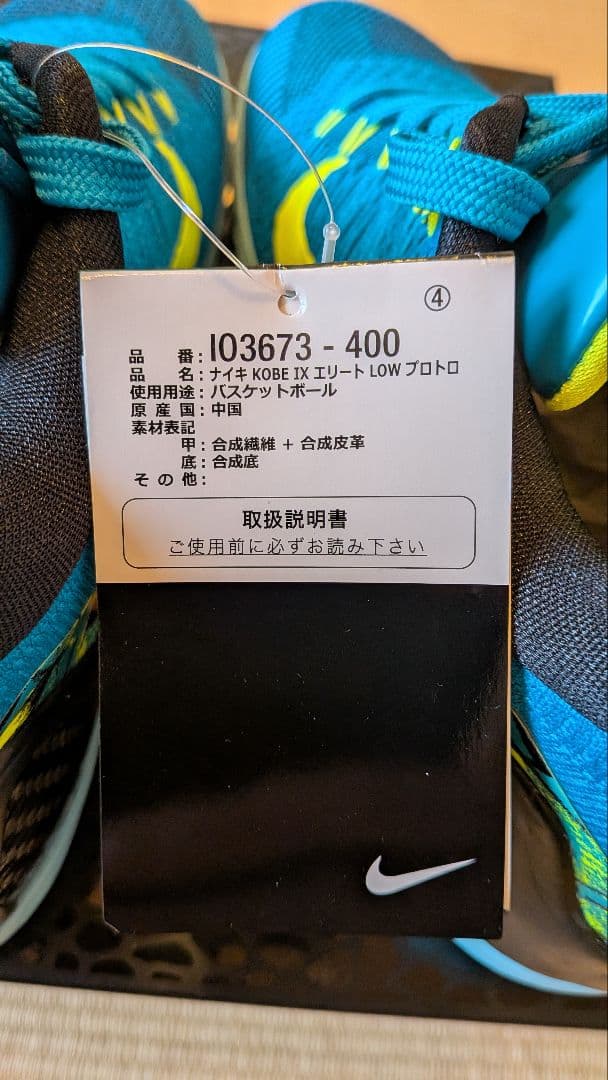 ④
品番：IO3673 - 400
品名：ナイキ KOBE IX エリート LOW プロトロ
使用用途：バスケットボール
原産国：中国
素材表記
甲：合成繊維 + 合成皮革
底：合成底
その他：
取扱説明書
ご使用前に必ずお読み下さい